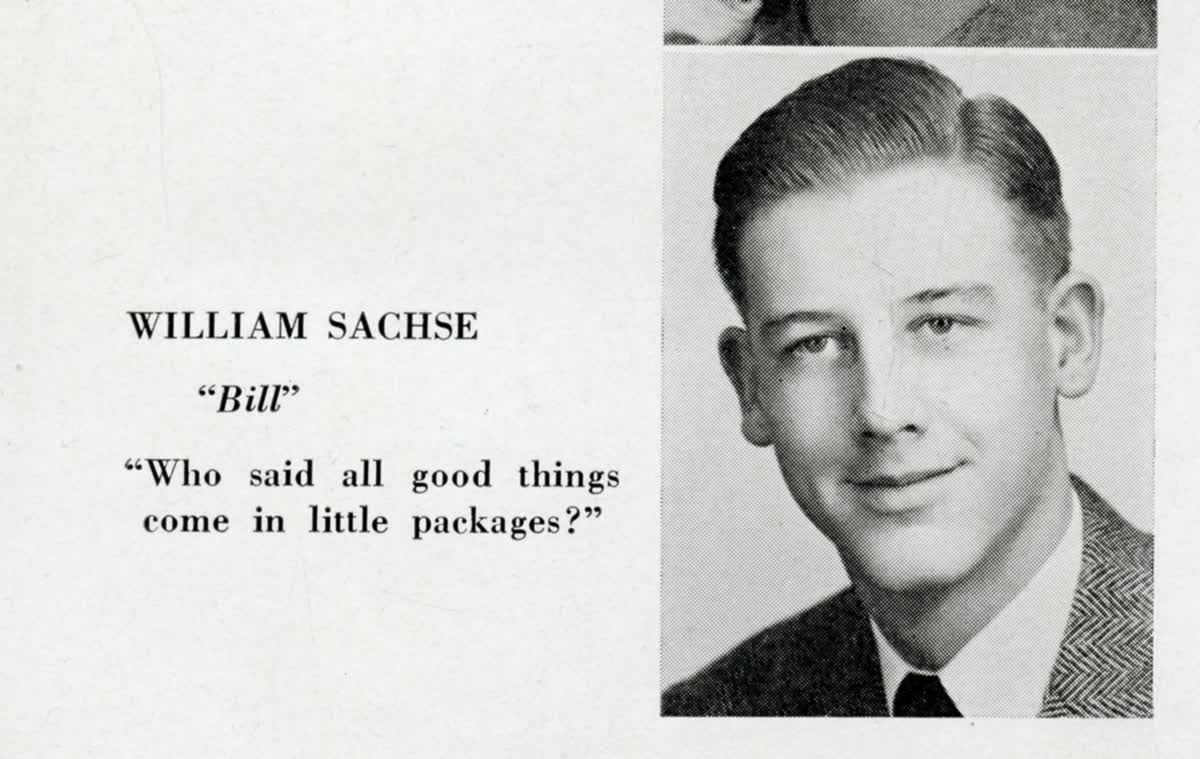 WILLIAM SACHSE
“Bill”
“Who said all good things
come in little packages?”